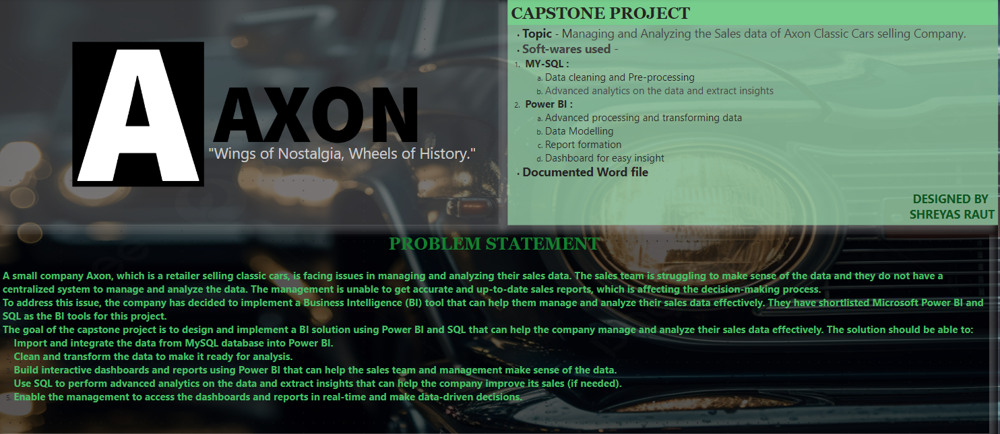 A
AXON
"Wings of Nostalgia, Wheels of History."
CAPSTONE PROJECT
• Topic - Managing and Analyzing the Sales data of Axon Classic Cars selling Company.
• Soft-wares used -
1. MY-SQL :
a. Data cleaning and Pre-processing
b. Advanced analytics on the data and extract insights
2. Power BI :
a. Advanced processing and transforming data
b. Data Modelling
c. Report formation
d. Dashboard for easy insight
• Documented Word file
DESIGNED BY
SHREYAS RAUT
PROBLEM STATEMENT
A small company Axon, which is a retailer selling classic cars, is facing issues in managing and analyzing their sales data. The sales team is struggling to make sense of the data and they do not have a
centralized system to manage and analyze the data. The management is unable to get accurate and up-to-date sales reports, which is affecting the decision-making process.
To address this issue, the company has decided to implement a Business Intelligence (BI) tool that can help them manage and analyze their sales data effectively. They have shortlisted Microsoft Power BI and
SQL as the BI tools for this project.
The goal of the capstone project is to design and implement a BI solution using Power BI and SQL that can help the company manage and analyze their sales data effectively. The solution should be able to:
Import and integrate the data from MySQL database into Power BI.
Clean and transform the data to make it ready for analysis.
Build interactive dashboards and reports using Power BI that can help the sales team and management make sense of the data.
Use SQL to perform advanced analytics on the data and extract insights that can help the company improve its sales (if needed).
5. Enable the management to access the dashboards and reports in real-time and make data-driven decisions.